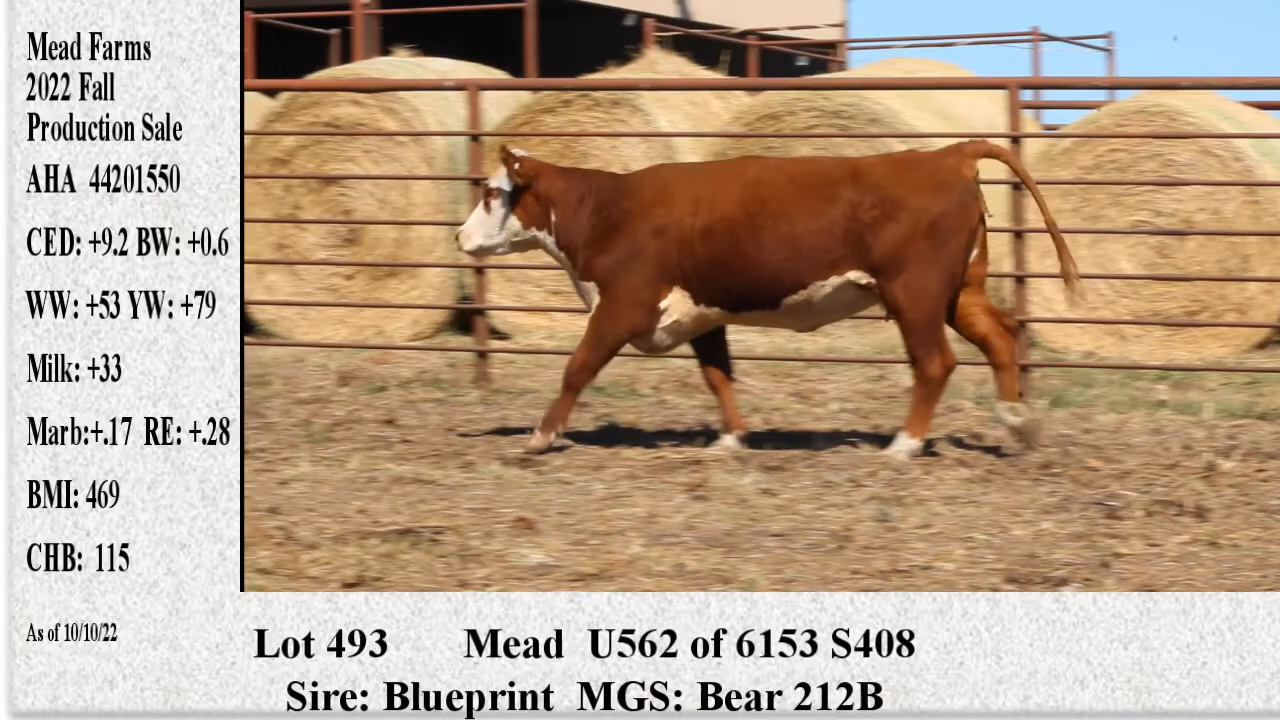 Mead Farms
2022 Fall
Production Sale
AHA 44201550
CED: +9.2 BW: +0.6
WW: +53 YW: +79
Milk: +33
Marb:+.17 RE: +.28
BMI: 469
CHB: 115
As of 10/10/22
Lot 493 Mead U562 of 6153 S408
Sire: Blueprint MGS: Bear 212B